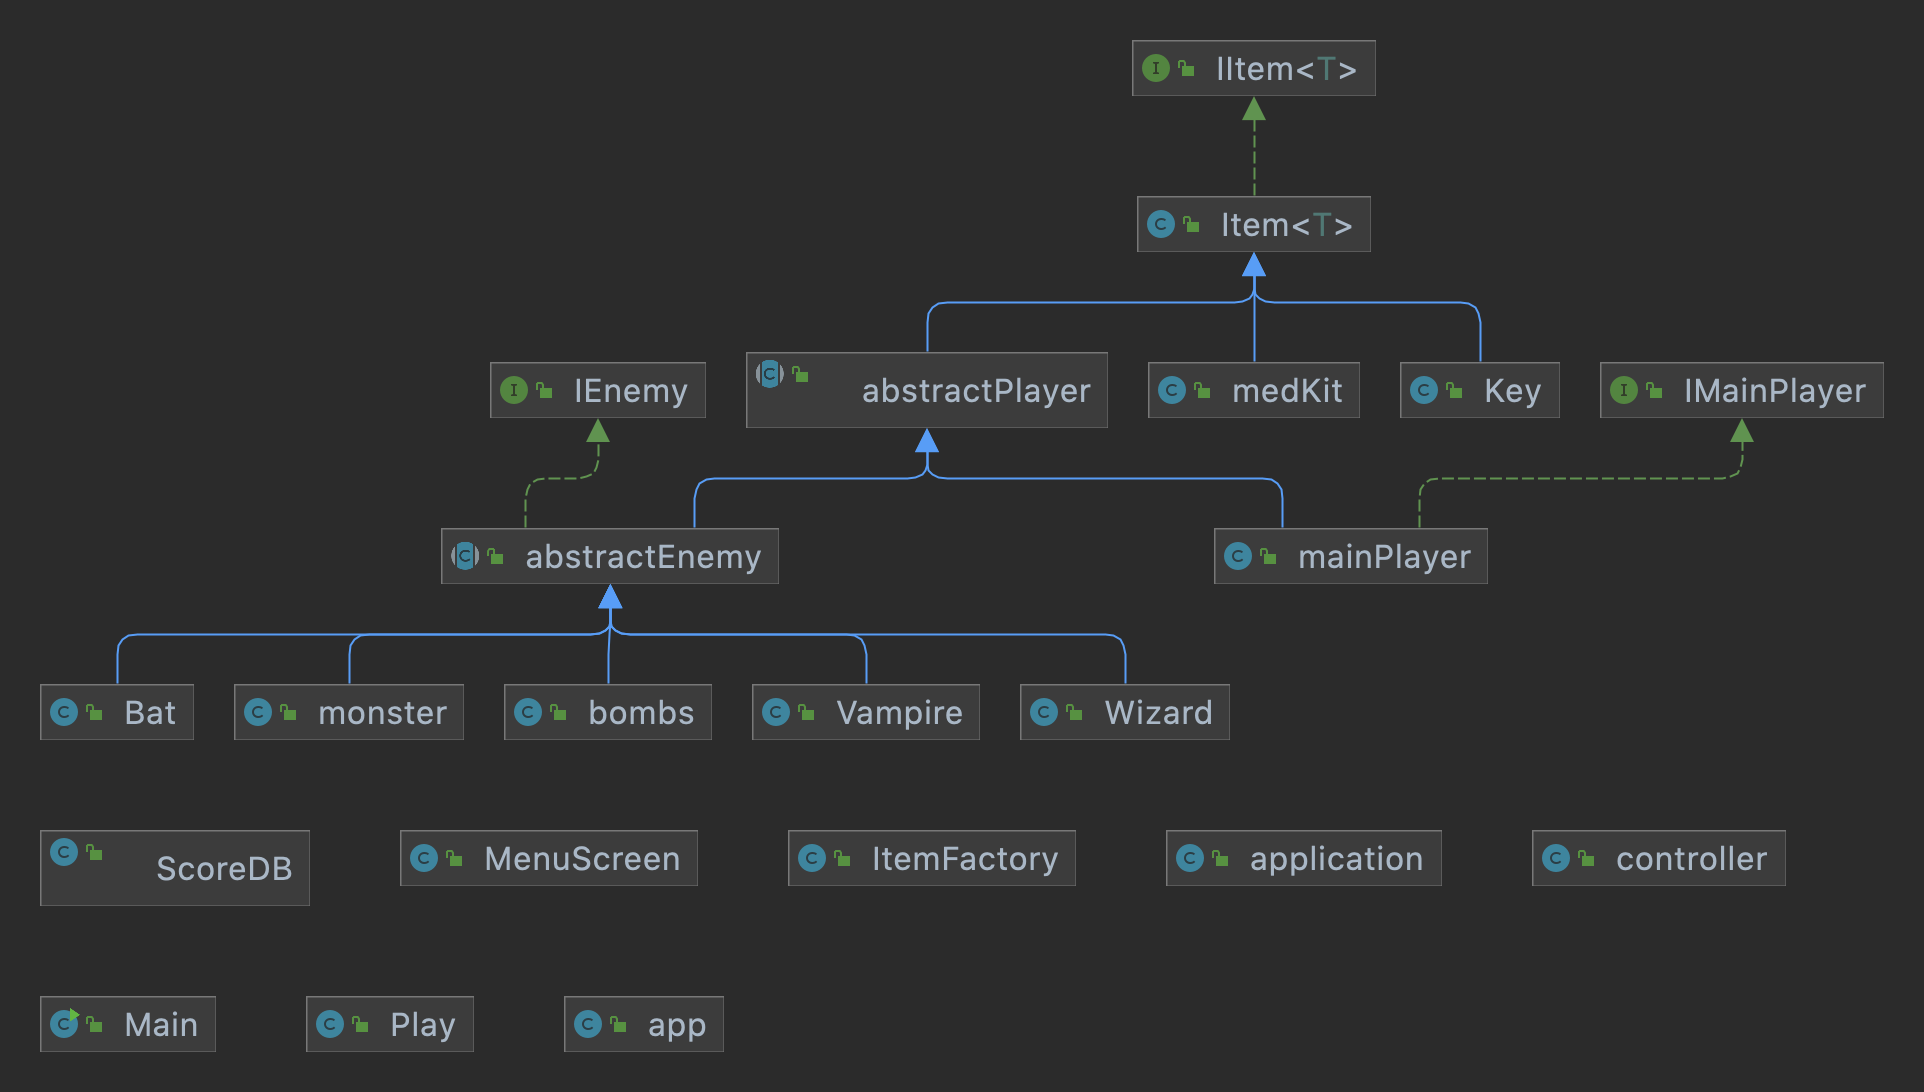 IItem<T>
Item<T>
IEnemy
abstractPlayer
medKit
Key
IMainPlayer
abstractEnemy
mainPlayer
Bat
monster
bombs
Vampire
Wizard
ScoreDB
MenuScreen
ItemFactory
application
controller
Main
Play
app